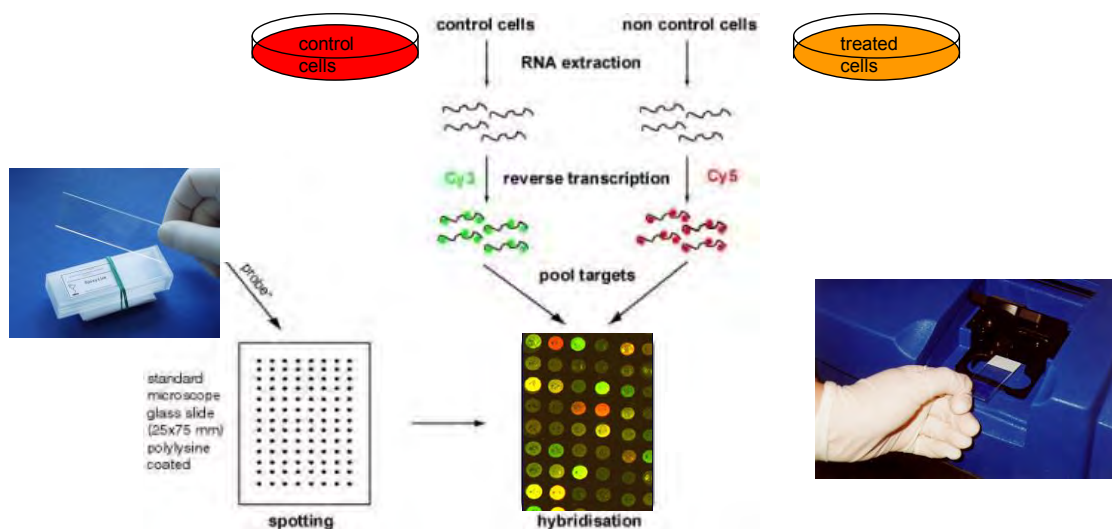 control cells
non control cells
control
cells
treated
cells
RNA extraction
Cy3
reverse transcription
Cy5
probe"
pool targets
standard
microscope
glass slide
(25x75 mm)
polylysine
coated
spotting
hybridisation